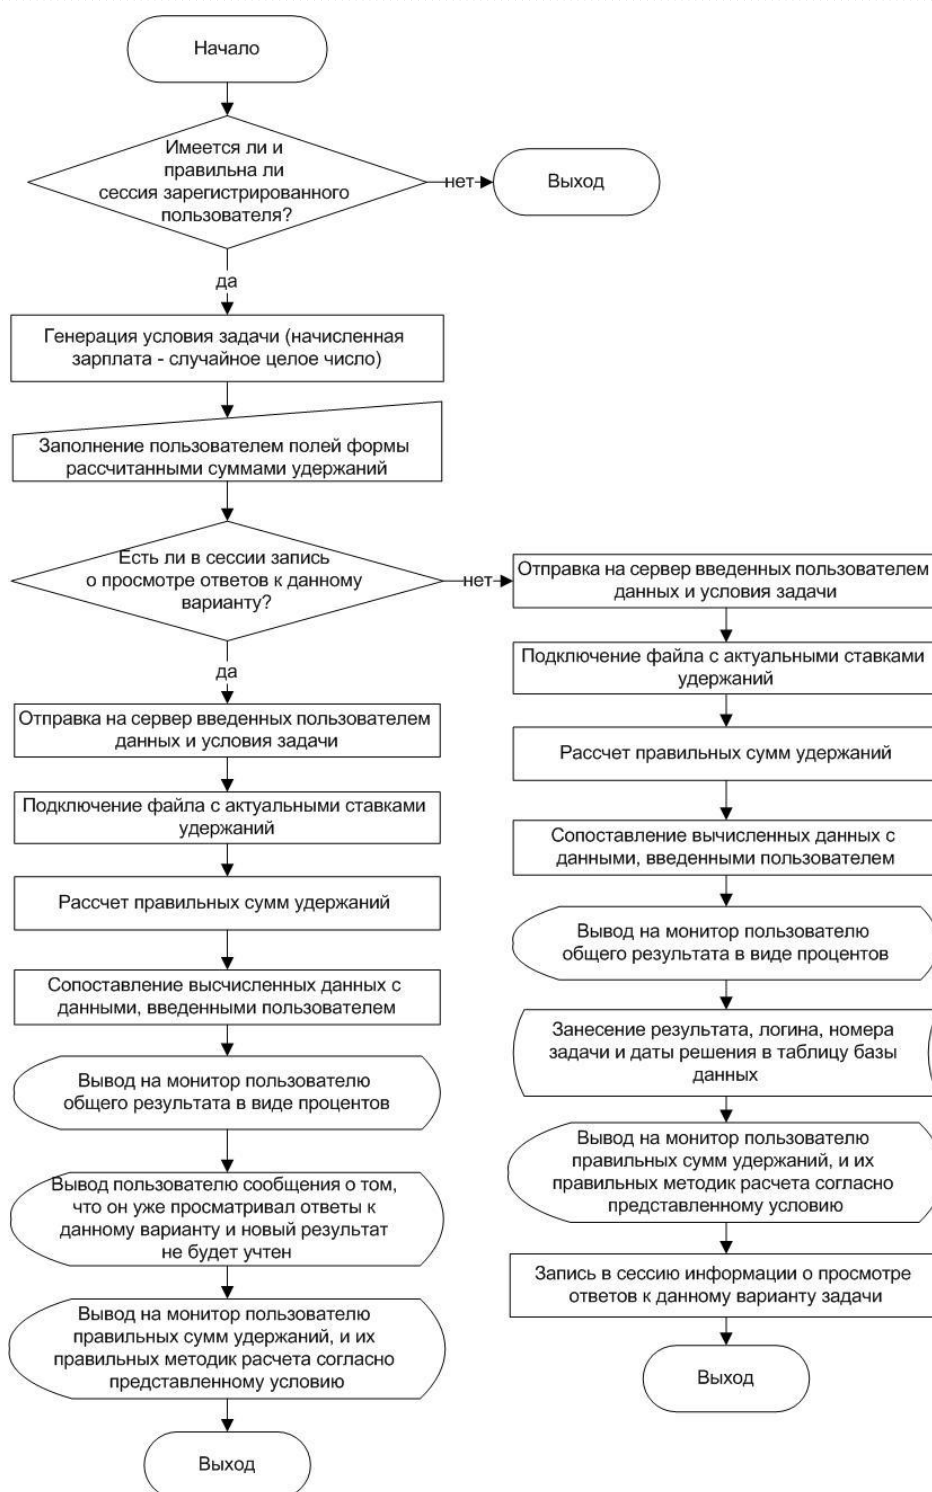 Начало
Имеется ли и
правильна ли
сессия зарегистрированного
пользователя?
нет
Выход
да
Генерация условия задачи (начисленная
зарплата - случайное целое число)
Заполнение пользователем полей формы
рассчитанными суммами удержаний
Есть ли в сессии запись
о просмотре ответов к данному
варианту?
нет
да
Отправка на сервер введенных пользователем
данных и условия задачи
Подключение файла с актуальными ставками
удержаний
Рассчет правильных сумм удержаний
Сопоставление высчисленных данных с
данными, введенными пользователем
Вывод на монитор пользователю
общего результата в виде процентов
Вывод пользователю сообщения о том,
что он уже просматривал ответы к
данному варианту и новый результат
не будет учтен
Вывод на монитор пользователю
правильных сумм удержаний, и их
правильных методик расчета согласно
представленному условию
Выход
Отправка на сервер введенных пользователем
данных и условия задачи
Подключение файла с актуальными ставками
удержаний
Рассчет правильных сумм удержаний
Сопоставление вычисленных данных с
данными, введенными пользователем
Вывод на монитор пользователю
общего результата в виде процентов
Занесение результата, логина, номера
задачи и даты решения в таблицу базы
данных
Вывод на монитор пользователю
правильных сумм удержаний, и их
правильных методик расчета согласно
представленному условию
Запись в сессию информации о просмотре
ответов к данному варианту задачи
Выход